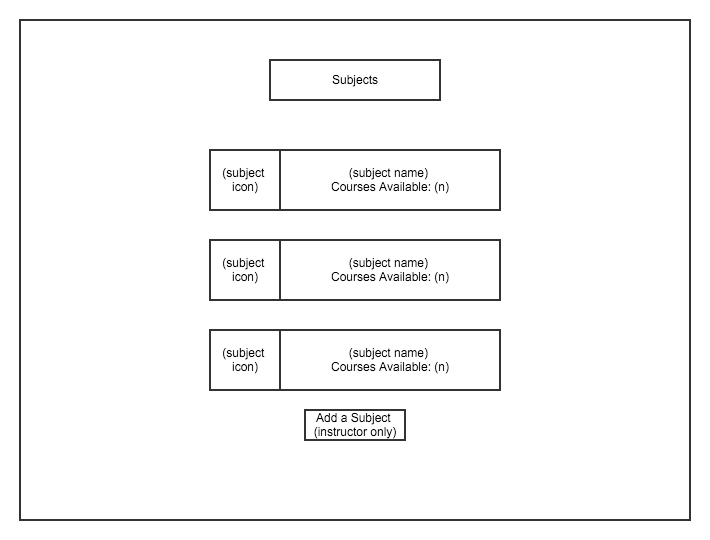 Subjects
(subject
icon)
(subject name)
Courses Available: (n)
(subject
icon)
(subject name)
Courses Available: (n)
(subject
icon)
(subject name)
Courses Available: (n)
Add a Subject
(instructor only)